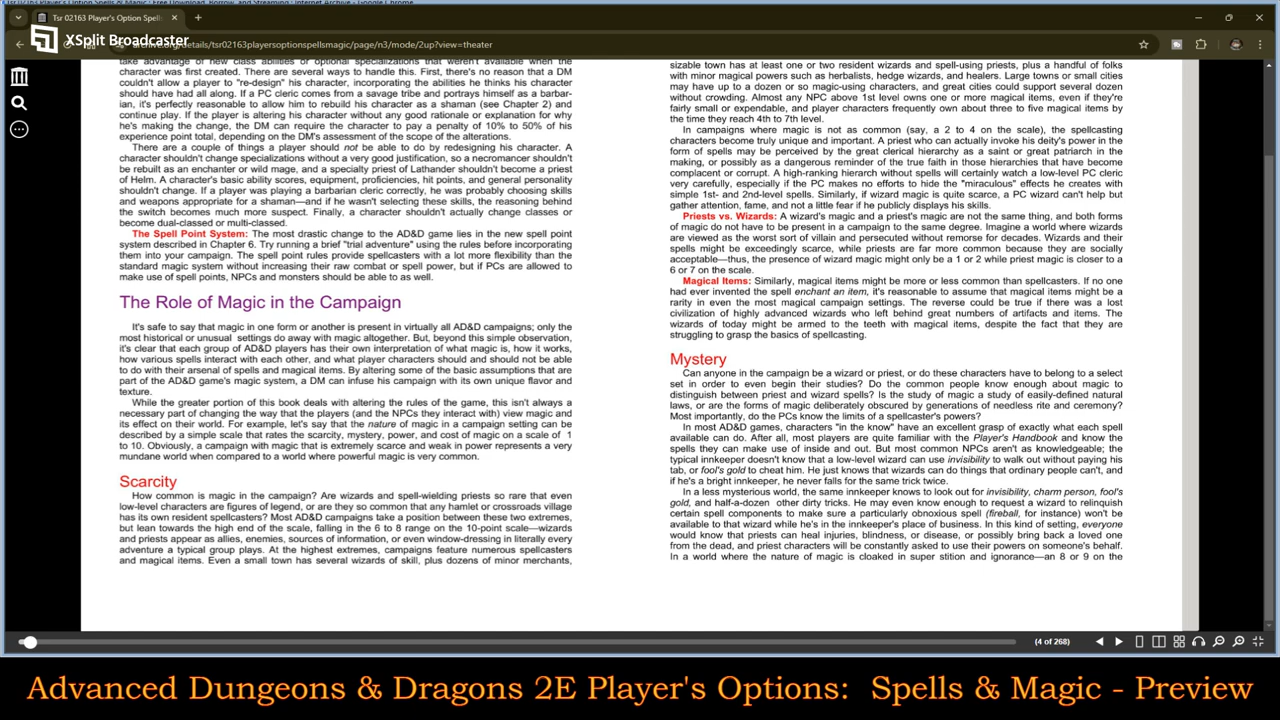 Tsr 02163 Player's Option Spells
XSplit Broadcaster
archive.org/details/tsr02163playersoptionspellsmagic/page/n3/mode/2up?view=theater
take advantage of new class abilities or optional specializations that weren't available when the
character was first created. There are several ways to handle this. First, there's no reason that a DM
couldn't allow a player to "re-design" his character, incorporating the abilities he thinks his character
should have had all along. If a PC cleric comes from a savage tribe and portrays himself as a barbar-
ian, it's perfectly reasonable to allow him to rebuild his character as a shaman (see Chapter 2) and
continue play. If the player is altering his character without any good rationale or explanation for why
he's making the change, the DM can require the character to pay a penalty of 10% to 50% of his
experience point total, depending on the DM's assessment of the scope of the alterations.
There are a couple of things a player should not be able to do by redesigning his character. A
character shouldn't change specializations without a very good justification, so a necromancer shouldn't
be rebuilt as an enchanter or wild mage, and a specialty priest of Lathander shouldn't become a priest
of Helm. A character's basic ability scores, equipment, proficiencies, hit points, and general personality
shouldn't change. If a player was playing a barbarian cleric correctly, he was probably choosing skills
and weapons appropriate for a shaman—and if he wasn't selecting these skills, the reasoning behind
the switch becomes much more suspect. Finally, a character shouldn't actually change classes or
become dual-classed or multi-classed.
The Spell Point System: The most drastic change to the AD&D game lies in the new spell point
system described in Chapter 6. Try running a brief "trial adventure" using the rules before incorporating
them into your campaign. The spell point rules provide spellcasters with a lot more flexibility than the
standard magic system without increasing their raw combat or spell power, but if PCs are allowed to
make use of spell points, NPCs and monsters should be able to as well.
The Role of Magic in the Campaign
It's safe to say that magic in one form or another is present in virtually all AD&D campaigns; only the
most historical or unusual settings do away with magic altogether. But, beyond this simple observation,
it's clear that each group of AD&D players has their own interpretation of what magic is, how it works,
how various spells interact with each other, and what player characters should and should not be able
to do with their arsenal of spells and magical items. By altering some of the basic assumptions that are
part of the AD&D game's magic system, a DM can infuse his campaign with its own unique flavor and
texture.
While the greater portion of this book deals with altering the rules of the game, this isn't always a
necessary part of changing the way that the players (and the NPCs they interact with) view magic and
its effect on their world. For example, let's say that the nature of magic in a campaign setting can be
described by a simple scale that rates the scarcity, mystery, power, and cost of magic on a scale of 1
to 10. Obviously, a campaign with magic that is extremely scarce and weak in power represents a very
mundane world when compared to a world where powerful magic is very common.
Scarcity
How common is magic in the campaign? Are wizards and spell-wielding priests so rare that even
low-level characters are figures of legend, or are they so common that any hamlet or crossroads village
has its own resident spellcasters? Most AD&D campaigns take a position between these two extremes,
but lean towards the high end of the scale, falling in the 6 to 8 range on the 10-point scale—wizards
and priests appear as allies, enemies, sources of information, or even window-dressing in literally every
adventure a typical group plays. At the highest extremes, campaigns feature numerous spellcasters
and magical items. Even a small town has several wizards of skill, plus dozens of minor merchants,
sizable town has at least one or two resident wizards and spell-using priests, plus a handful of folks
with minor magical powers such as herbalists, hedge wizards, and healers. Large towns or small cities
may have up to a dozen or so magic-using characters, and great cities could support several dozen
without crowding. Almost any NPC above 1st level owns one or more magical items, even if they're
fairly small or expendable, and player characters frequently own about three to five magical items by
the time they reach 4th to 7th level.
In campaigns where magic is not as common (say, a 2 to 4 on the scale), the spellcasting
characters become truly unique and important. A priest who can actually invoke his deity's power in the
form of spells may be perceived by the great clerical hierarchy as a saint or great patriarch in the
making, or possibly as a dangerous reminder of the true faith in those hierarchies that have become
complacent or corrupt. A high-ranking hierarch without spells will certainly watch a low-level PC cleric
very carefully, especially if the PC makes no efforts to hide the "miraculous" effects he creates with
simple 1st- and 2nd-level spells. Similarly, if wizard magic is quite scarce, a PC wizard can't help but
gather attention, fame, and not a little fear if he publicly displays his skills.
Priests vs. Wizards: A wizard's magic and a priest's magic are not the same thing, and both forms
of magic do not have to be present in a campaign to the same degree. Imagine a world where wizards
are viewed as the worst sort of villain and persecuted without remorse for decades. Wizards and their
spells might be exceedingly scarce, while priests are far more common because they are socially
acceptable—thus, the presence of wizard magic might only be a 1 or 2 while priest magic is closer to a
6 or 7 on the scale.
Magical Items: Similarly, magical items might be more or less common than spellcasters. If no one
had ever invented the spell enchant an item, it's reasonable to assume that magical items might be a
rarity in even the most magical campaign settings. The reverse could be true if there was a lost
civilization of highly advanced wizards who left behind great numbers of artifacts and items. The
wizards of today might be armed to the teeth with magical items, despite the fact that they are
struggling to grasp the basics of spellcasting.
Mystery
Can anyone in the campaign be a wizard or priest, or do these characters have to belong to a select
set in order to even begin their studies? Do the common people know enough about magic to
distinguish between priest and wizard spells? Is the study of magic a study of easily-defined natural
laws, or are the forms of magic deliberately obscured by generations of needless rite and ceremony?
Most importantly, do the PCs know the limits of a spellcaster's powers?
In most AD&D games, characters "in the know" have an excellent grasp of exactly what each spell
available can do. After all, most players are quite familiar with the Player's Handbook and know the
spells they can make use of inside and out. But most common NPCs aren't as knowledgeable; the
typical innkeeper doesn't know that a low-level wizard can use invisibility to walk out without paying his
tab, or fool's gold to cheat him. He just knows that wizards can do things that ordinary people can't, and
if he's a bright innkeeper, he never falls for the same trick twice.
In a less mysterious world, the same innkeeper knows to look out for invisibility, charm person, fool's
gold, and half-a-dozen other dirty tricks. He may even know enough to request a wizard to relinquish
certain spell components to make sure a particularly obnoxious spell (fireball, for instance) won't be
available to that wizard while he's in the innkeeper's place of business. In this kind of setting, everyone
would know that priests can heal injuries, blindness, or disease, or possibly bring back a loved one
from the dead, and priest characters will be constantly asked to use their powers on someone's behalf.
In a world where the nature of magic is cloaked in super stition and ignorance—an 8 or 9 on the
(4 of 268)
Advanced Dungeons & Dragons 2E Player's Options: Spells & Magic - Preview